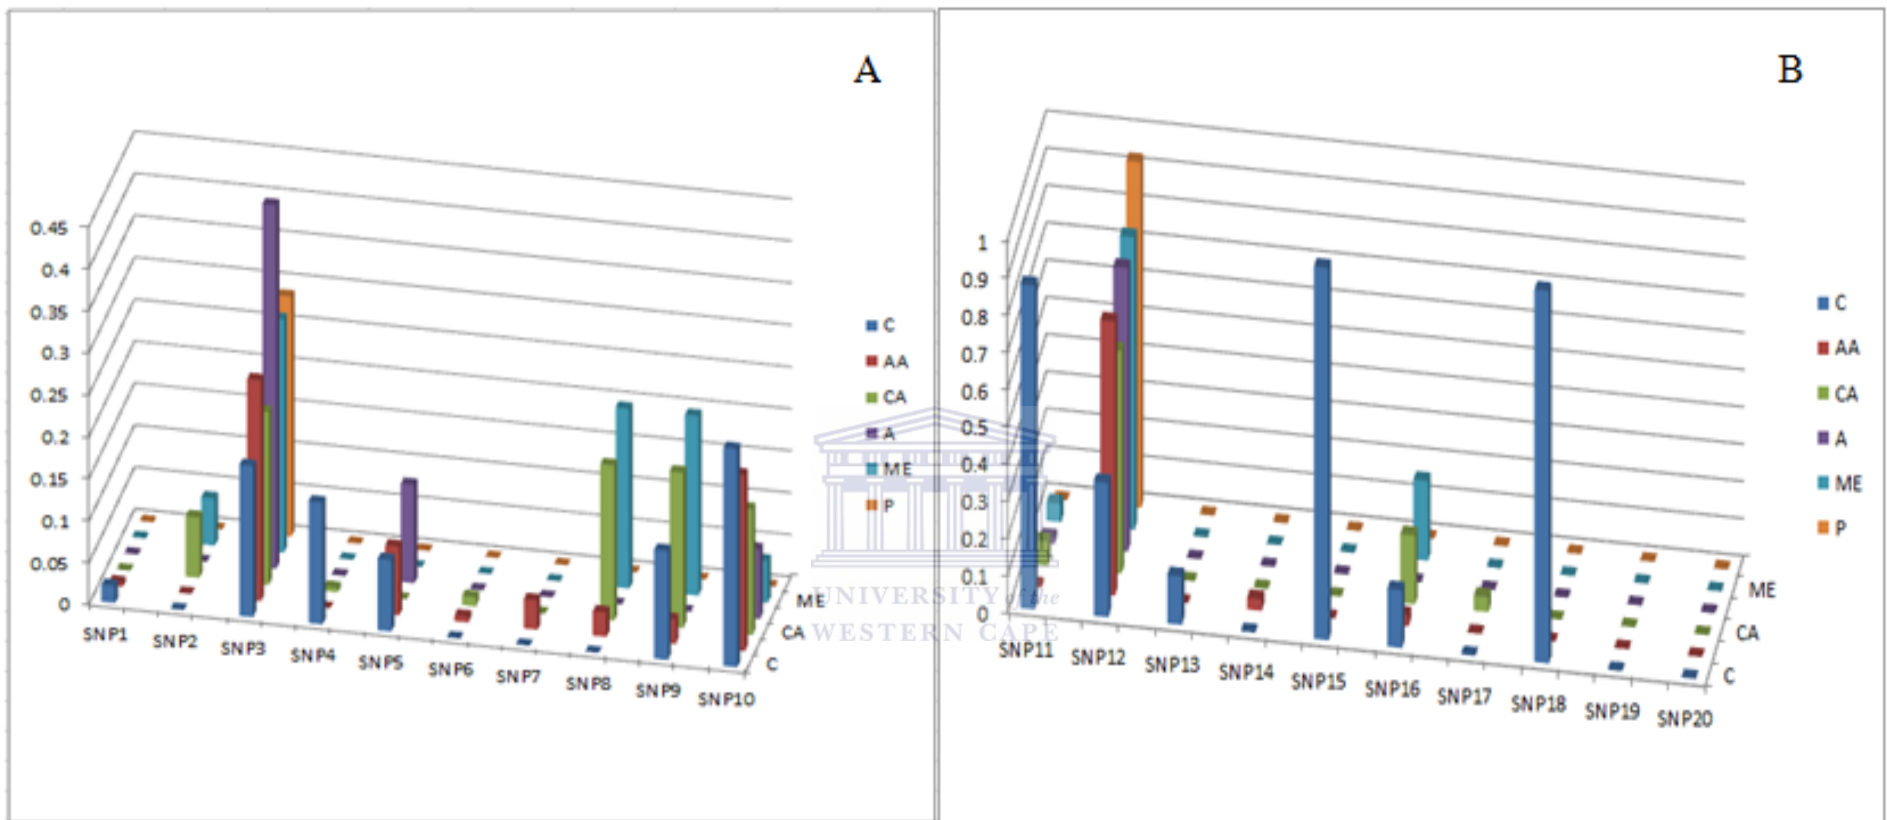 A
0.45
0.4
0.35
0.3
0.25
0.2
0.15
0.1
0.05
0
SNP1
SNP2
SNP3
SNP4
SNP5
SNP6
SNP7
SNP8
SNP9
SNP10
C
CA
ME
C
AA
CA
A
ME
P
UNIVERSITY of the
WESTERN CAPE
B
1
0.9
0.8
0.7
0.6
0.5
0.4
0.3
0.2
0.1
0
SNP11
SNP12
SNP13
SNP14
SNP15
SNP16
SNP17
SNP18
SNP19
SNP20
C
CA
ME
C
AA
CA
A
ME
P